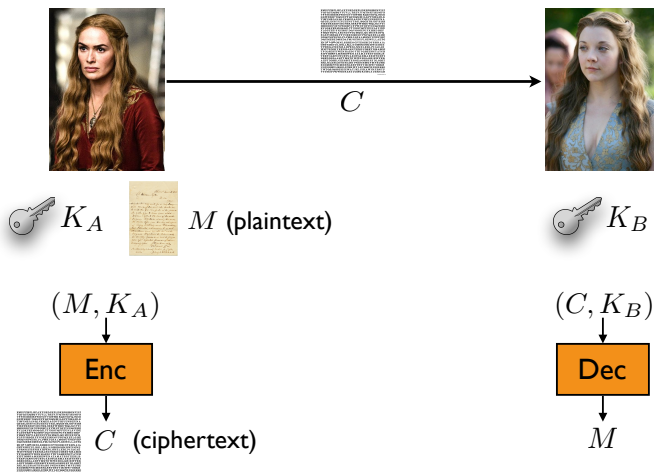 C
K_A
M (plaintext)
K_B
(M, K_A)
(C, K_B)
Enc
Dec
C (ciphertext)
M